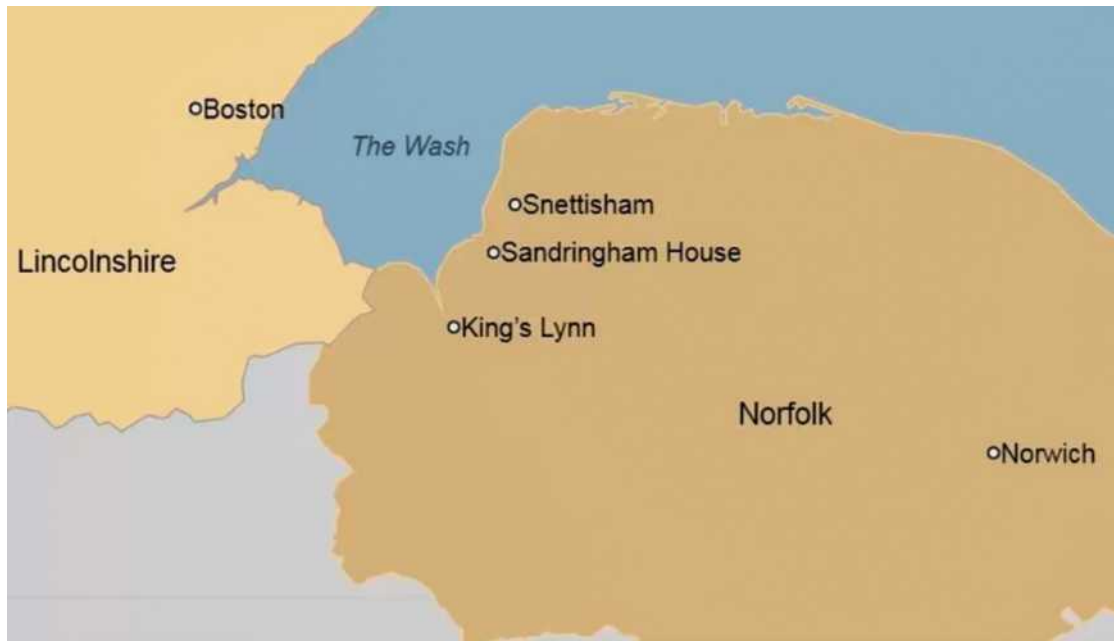 Boston
The Wash
Snettisham
Sandringham House
Lincolnshire
King's Lynn
Norfolk
Norwich